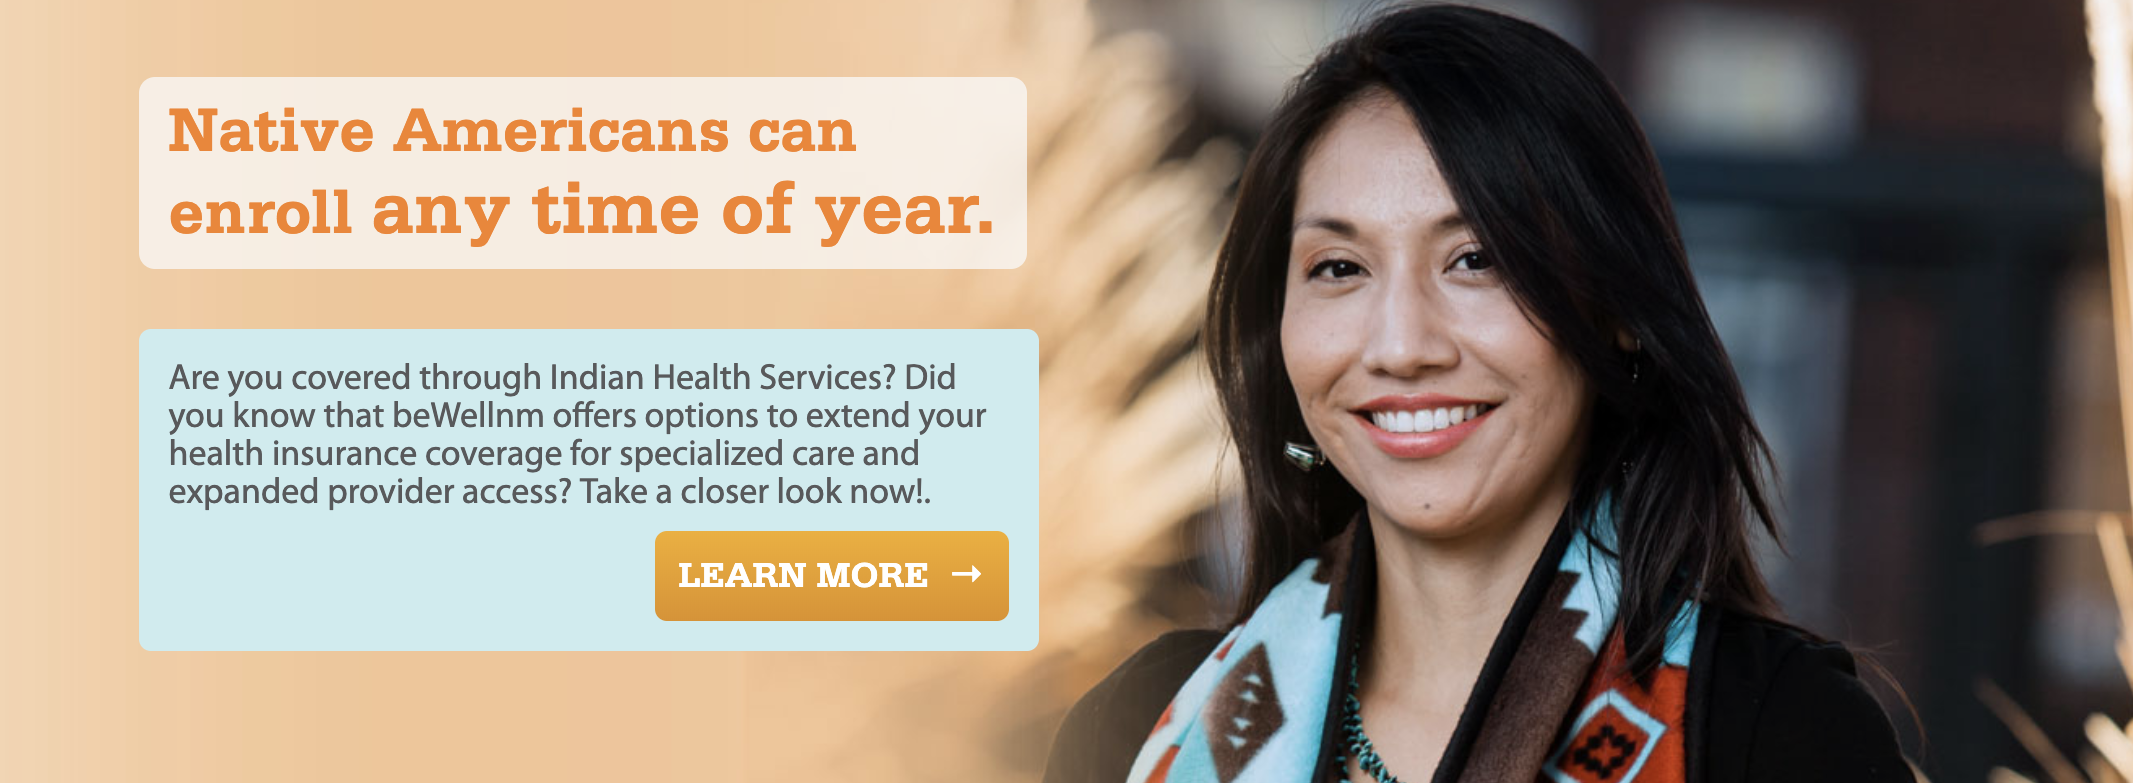 Native Americans can
enroll any time of year.
Are you covered through Indian Health Services? Did
you know that beWellnm offers options to extend your
health insurance coverage for specialized care and
expanded provider access? Take a closer look now!.
LEARN MORE →